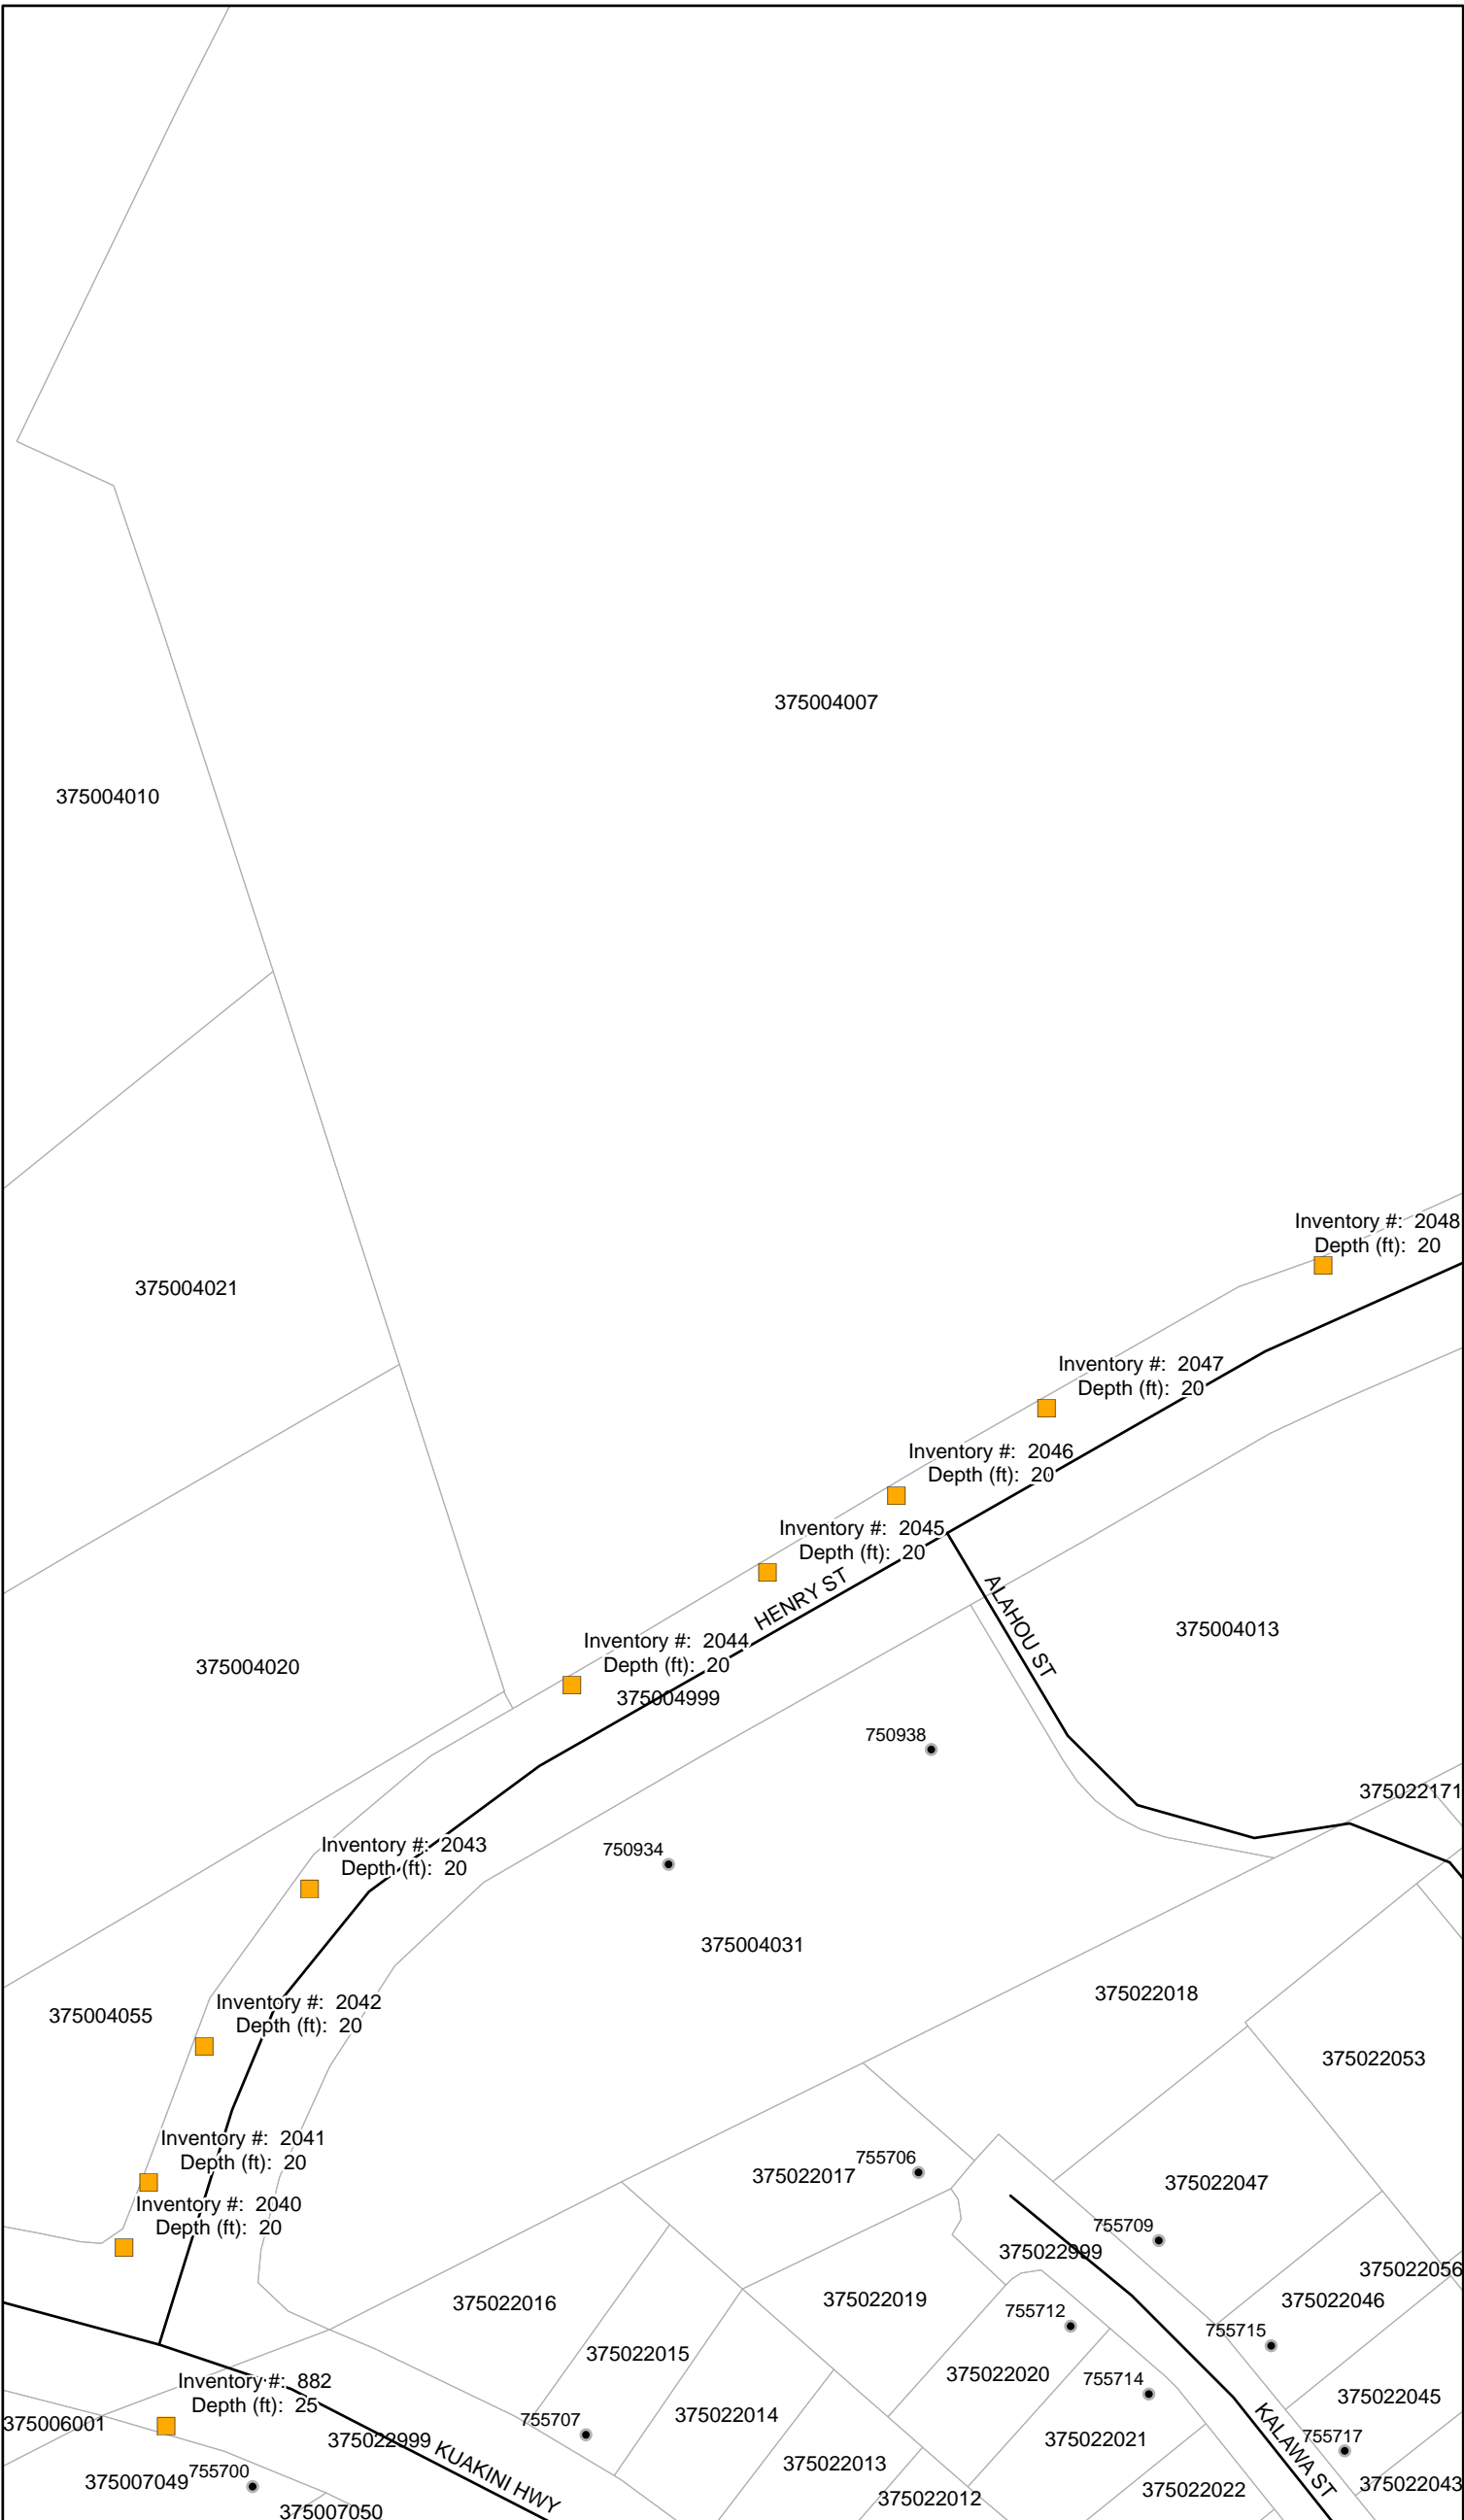 375004007
375004010
Inventory #: 2048
Depth (ft): 20
375004021
Inventory #: 2047
Depth (ft): 20
Inventory #: 2046
Depth (ft): 20
Inventory #: 2045
Depth (ft): 20
HENRY ST
ALAHOU ST
375004013
Inventory #: 2044
Depth (ft): 20
375004020
375004999
750938
375022171
Inventory #: 2043
Depth (ft): 20
750934
375004031
375022018
Inventory #: 2042
Depth (ft): 20
375004055
375022053
Inventory #: 2041
Depth (ft): 20
755706
375022017
375022047
Inventory #: 2040
Depth (ft): 20
755709
375022999
375022056
375022016
375022019
375022046
755712
755715
375022015
375022020
755714
Inventory #: 882
Depth (ft): 25
375022045
375022014
755707
375006001
375022999
KUAKINI HWY
375022021
KALAWA ST
755717
375022013
755700
375007049
375022043
375022022
375022012
375007050